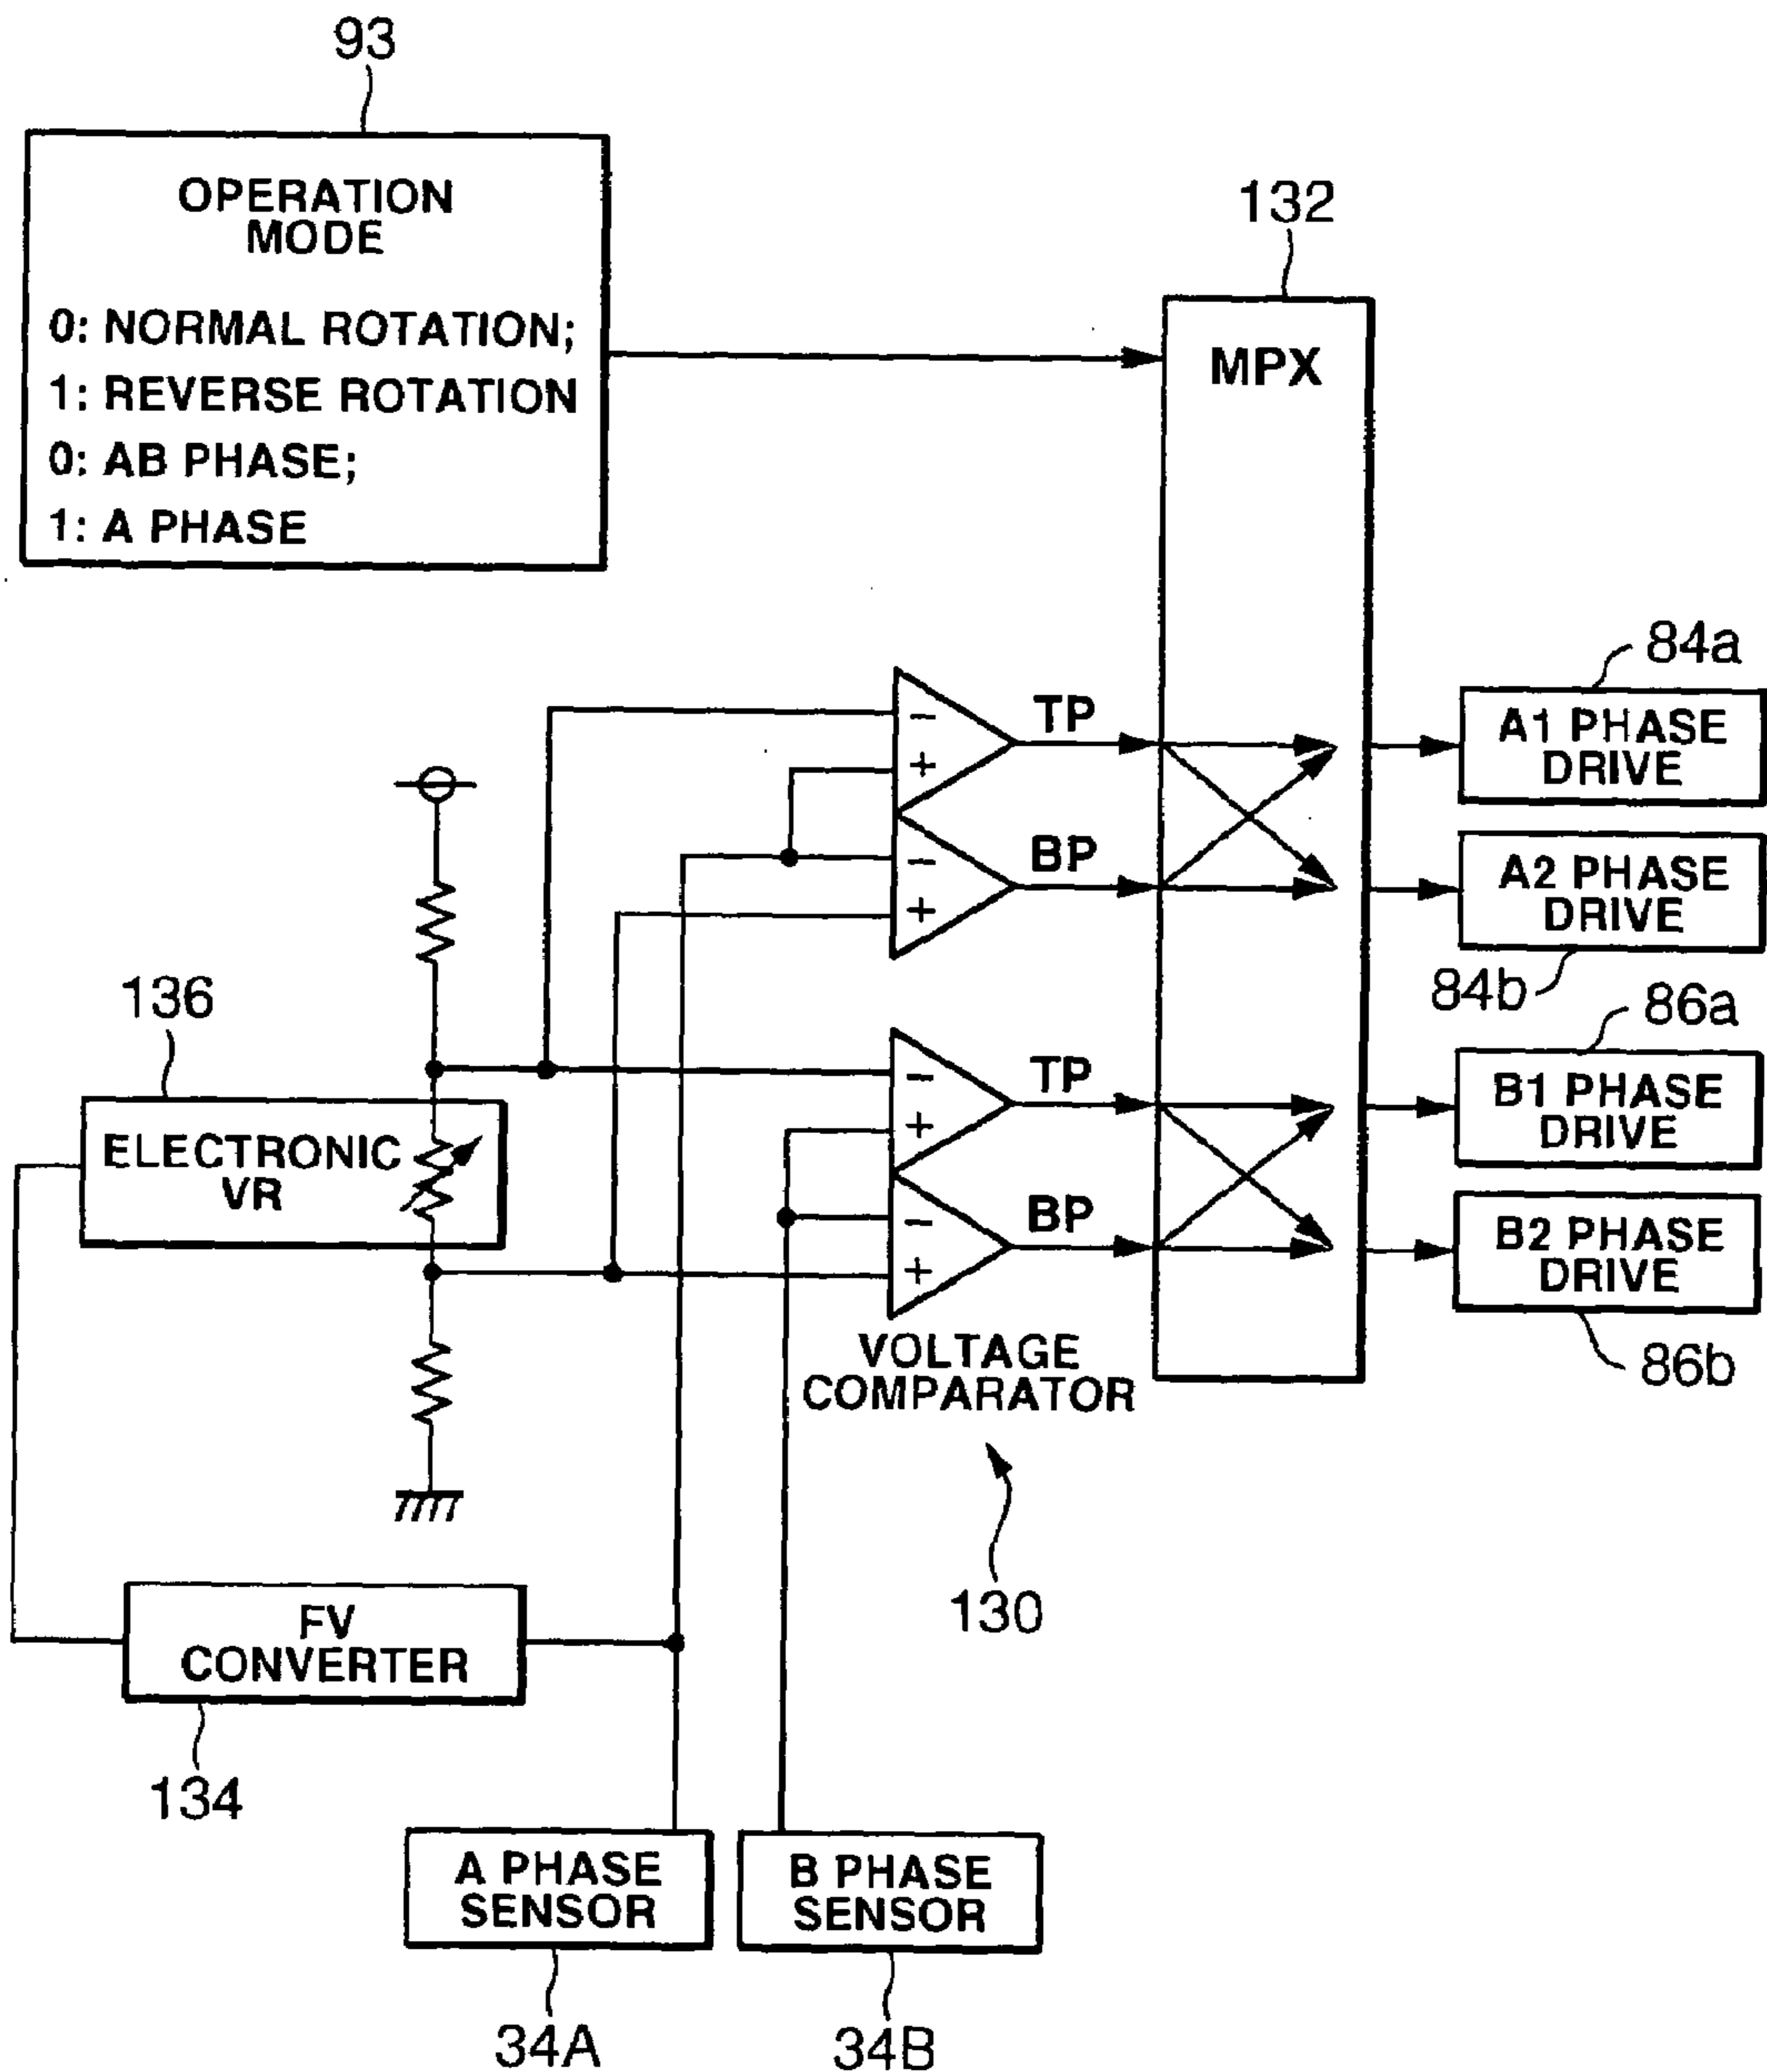 93
OPERATION
MODE
0: NORMAL ROTATION;
1: REVERSE ROTATION
0: AB PHASE;
1: A PHASE
132
MPX
84a
A1 PHASE
DRIVE
A2 PHASE
DRIVE
84b
86a
B1 PHASE
DRIVE
B2 PHASE
DRIVE
86b
−
+
TP
−
+
BP
−
+
TP
−
+
BP
VOLTAGE
COMPARATOR
130
136
ELECTRONIC
VR
FV
CONVERTER
134
A PHASE
SENSOR
34A
B PHASE
SENSOR
34B